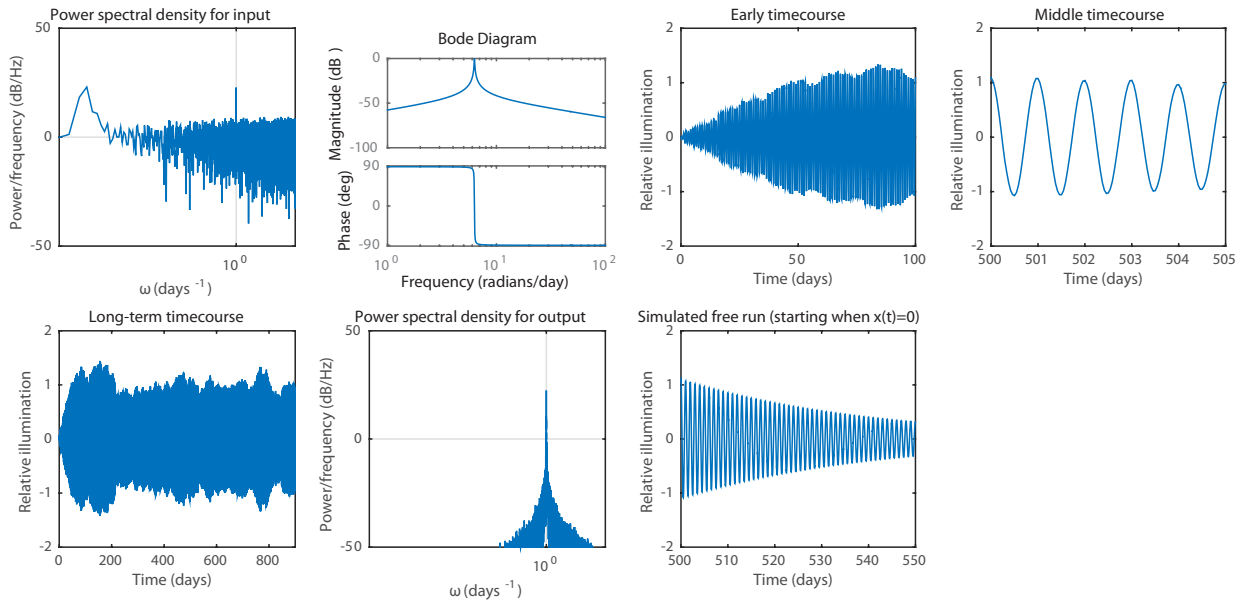 Power spectral density for input
50
0
-50
Power/frequency (dB/Hz)
10^0
ω (days^-1)
Bode Diagram
0
-50
-100
Magnitude (dB )
90
0
-90
Phase (deg)
10^0
10^1
10^2
Frequency (radians/day)
Early timecourse
2
1
0
-1
-2
Relative illumination
0
50
100
Time (days)
Middle timecourse
2
1
0
-1
-2
Relative illumination
500
501
502
503
504
505
Time (days)
Long-term timecourse
2
1
0
-1
-2
Relative illumination
0
200
400
600
800
Time (days)
Power spectral density for output
50
0
-50
Power/frequency (dB/Hz)
10^0
ω (days^-1)
Simulated free run (starting when x(t)=0)
2
1
0
-1
-2
Relative illumination
500
510
520
530
540
550
Time (days)